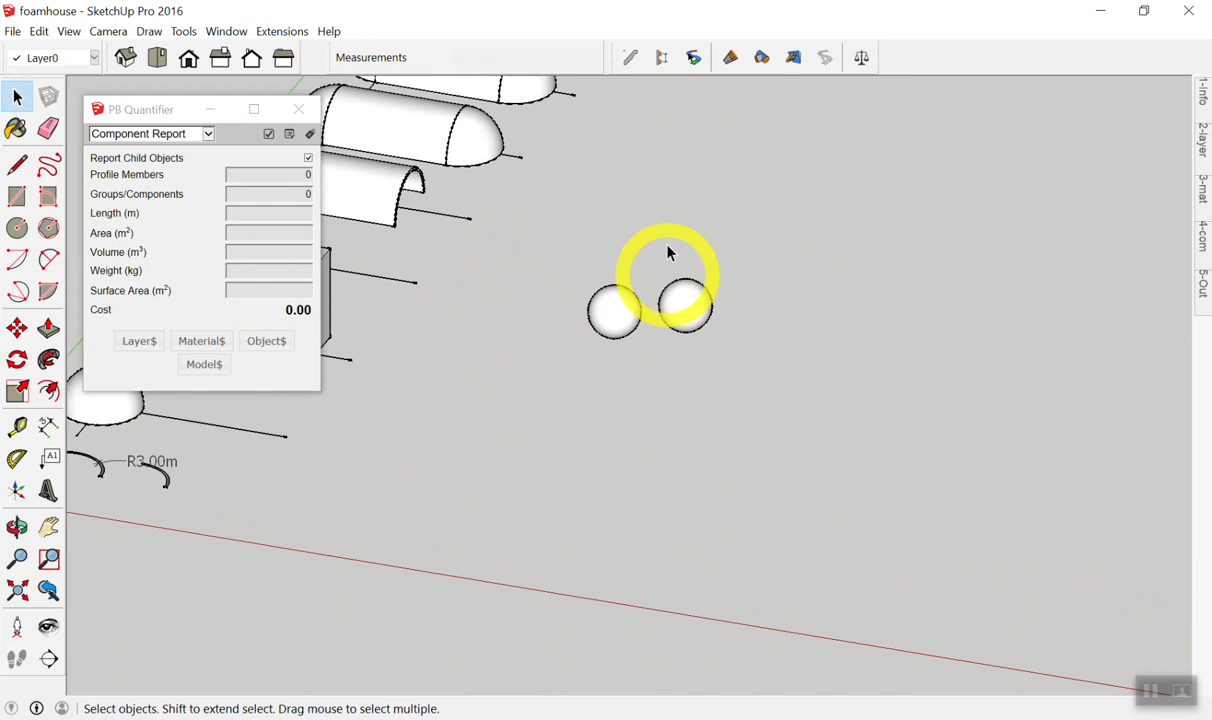 foamhouse - SketchUp Pro 2016
File Edit View Camera Draw Tools Window Extensions Help
Layer0
Measurements
PB Quantifier
Component Report
Report Child Objects
Profile Members 0
Groups/Components 0
Length (m)
Area (m²)
Volume (m³)
Weight (kg)
Surface Area (m²)
Cost 0.00
Layer$ Material$ Object$
Model$
R3.00m
A1
1-Info
2-layer
3-mat
4-com
5-Out
Select objects. Shift to extend select. Drag mouse to select multiple.